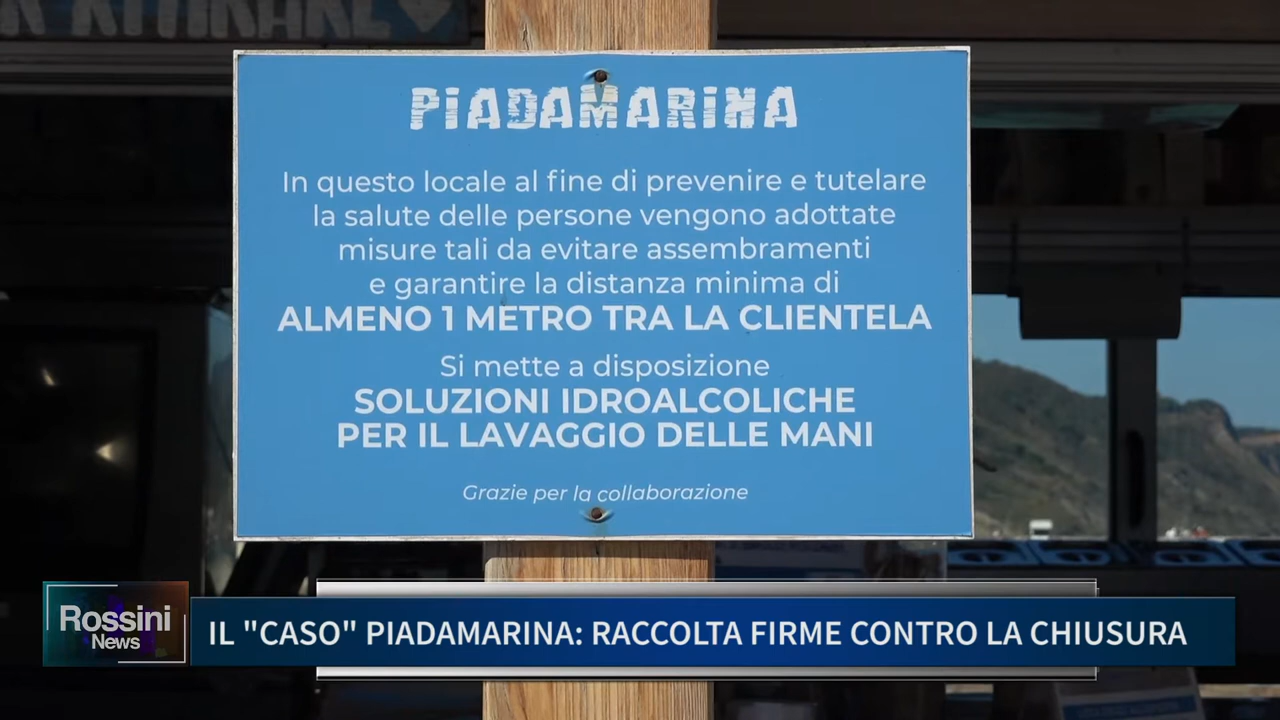 PIADAMARINA
In questo locale al fine di prevenire e tutelare
la salute delle persone vengono adottate
misure tali da evitare assembramenti
e garantire la distanza minima di
ALMENO 1 METRO TRA LA CLIENTELA
Si mette a disposizione
SOLUZIONI IDROALCOLICHE
PER IL LAVAGGIO DELLE MANI
Grazie per la collaborazione
Rossini
News
IL "CASO" PIADAMARINA: RACCOLTA FIRME CONTRO LA CHIUSURA